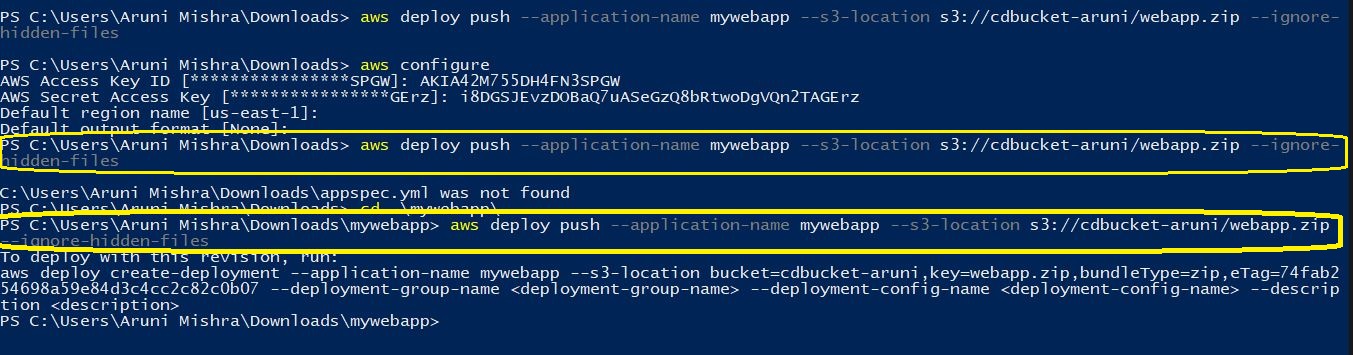 PS C:\Users\Aruni Mishra\Downloads> aws deploy push --application-name mywebapp --s3-location s3://cdbucket-aruni/webapp.zip --ignore-
hidden-files
PS C:\Users\Aruni Mishra\Downloads> aws configure
AWS Access Key ID [****************SPGW]: AKIA42M755DH4FN3SPGW
AWS Secret Access Key [****************GErz]: 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
Default region name [us-east-1]:
Default output format [None]:
PS C:\Users\Aruni Mishra\Downloads> aws deploy push --application-name mywebapp --s3-location s3://cdbucket-aruni/webapp.zip --ignore-
hidden-files
C:\Users\Aruni Mishra\Downloads\appspec.yml was not found
PS C:\Users\Aruni Mishra\Downloads> cd .\mywebapp\
PS C:\Users\Aruni Mishra\Downloads\mywebapp> aws deploy push --application-name mywebapp --s3-location s3://cdbucket-aruni/webapp.zip
--ignore-hidden-files
To deploy with this revision, run:
aws deploy create-deployment --application-name mywebapp --s3-location bucket=cdbucket-aruni,key=webapp.zip,bundleType=zip,eTag=74fab2
54698a59e84d3c4cc2c82c0b07 --deployment-group-name <deployment-group-name> --deployment-config-name <deployment-config-name> --descrip
tion <description>
PS C:\Users\Aruni Mishra\Downloads\mywebapp>